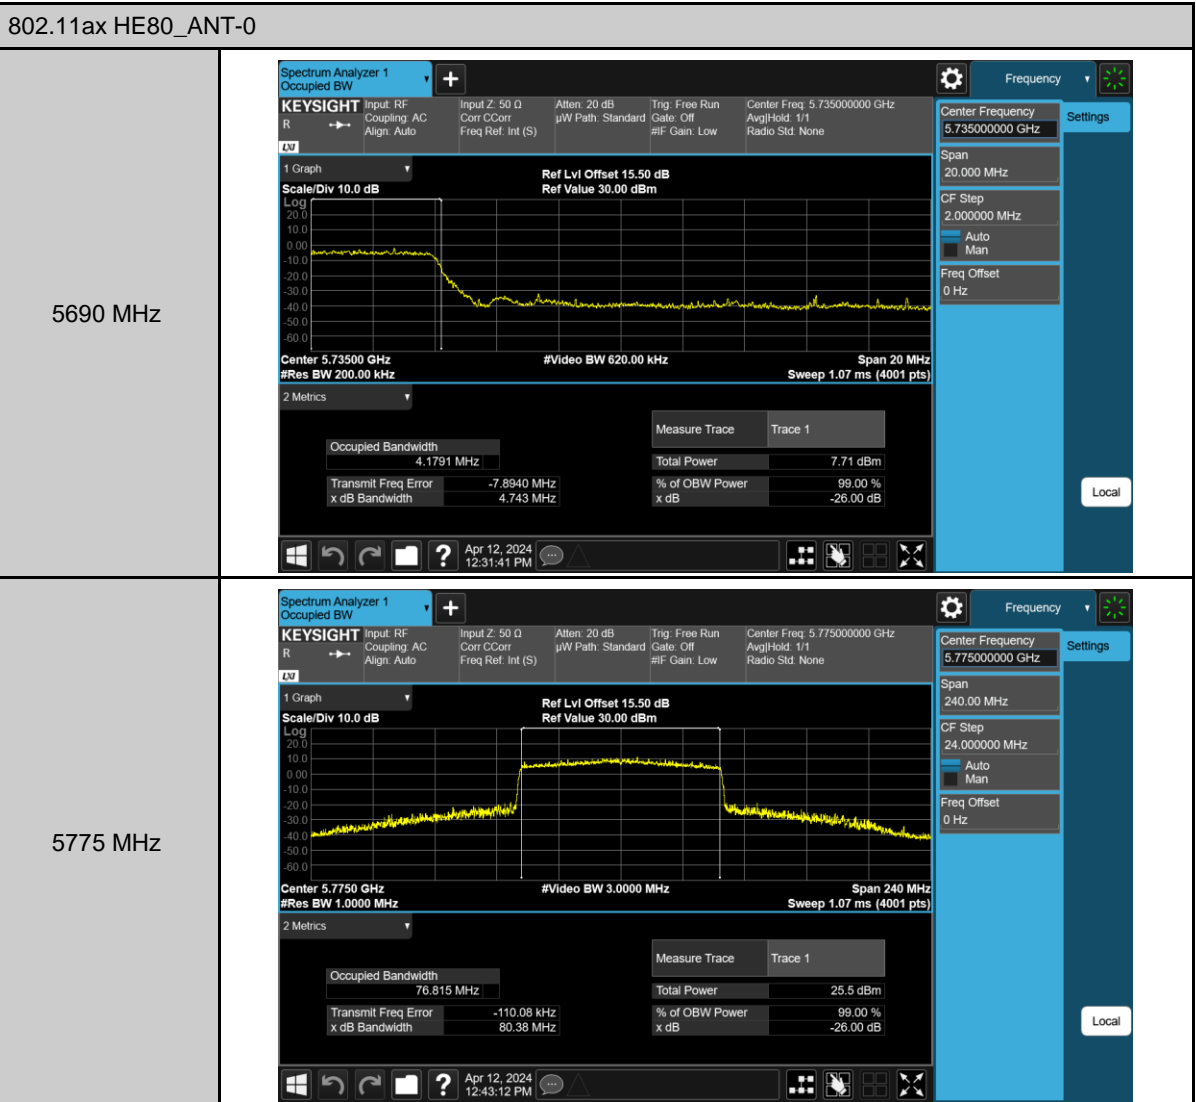 802.11ax HE80_ANT-0
5690 MHz
Spectrum Analyzer 1
Occupied BW
Frequency
KEYSIGHT
R
LXI
Input: RF
Coupling: AC
Align: Auto
Input Z: 50 Ω
Corr CCorr
Freq Ref: Int (S)
Atten: 20 dB
µW Path: Standard
Trig: Free Run
Gate: Off
#IF Gain: Low
Center Freq: 5.735000000 GHz
Avg|Hold: 1/1
Radio Std: None
Center Frequency
5.735000000 GHz
Settings
Span
20.000 MHz
CF Step
2.000000 MHz
Auto
Man
Freq Offset
0 Hz
Local
1 Graph
Scale/Div 10.0 dB
Ref Lvl Offset 15.50 dB
Ref Value 30.00 dBm
Log
20.0
10.0
0.00
-10.0
-20.0
-30.0
-40.0
-50.0
-60.0
Center 5.73500 GHz
#Video BW 620.00 kHz
Span 20 MHz
#Res BW 200.00 kHz
Sweep 1.07 ms (4001 pts)
2 Metrics
Measure Trace Trace 1
Occupied Bandwidth
4.1791 MHz
Total Power 7.71 dBm
Transmit Freq Error -7.8940 MHz
% of OBW Power 99.00 %
x dB Bandwidth 4.743 MHz
x dB -26.00 dB
?
Apr 12, 2024
12:31:41 PM
5775 MHz
Spectrum Analyzer 1
Occupied BW
Frequency
KEYSIGHT
R
LXI
Input: RF
Coupling: AC
Align: Auto
Input Z: 50 Ω
Corr CCorr
Freq Ref: Int (S)
Atten: 20 dB
µW Path: Standard
Trig: Free Run
Gate: Off
#IF Gain: Low
Center Freq: 5.775000000 GHz
Avg|Hold: 1/1
Radio Std: None
Center Frequency
5.775000000 GHz
Settings
Span
240.00 MHz
CF Step
24.000000 MHz
Auto
Man
Freq Offset
0 Hz
Local
1 Graph
Scale/Div 10.0 dB
Ref Lvl Offset 15.50 dB
Ref Value 30.00 dBm
Log
20.0
10.0
0.00
-10.0
-20.0
-30.0
-40.0
-50.0
-60.0
Center 5.7750 GHz
#Video BW 3.0000 MHz
Span 240 MHz
#Res BW 1.0000 MHz
Sweep 1.07 ms (4001 pts)
2 Metrics
Measure Trace Trace 1
Occupied Bandwidth
76.815 MHz
Total Power 25.5 dBm
Transmit Freq Error -110.08 kHz
% of OBW Power 99.00 %
x dB Bandwidth 80.38 MHz
x dB -26.00 dB
?
Apr 12, 2024
12:43:12 PM